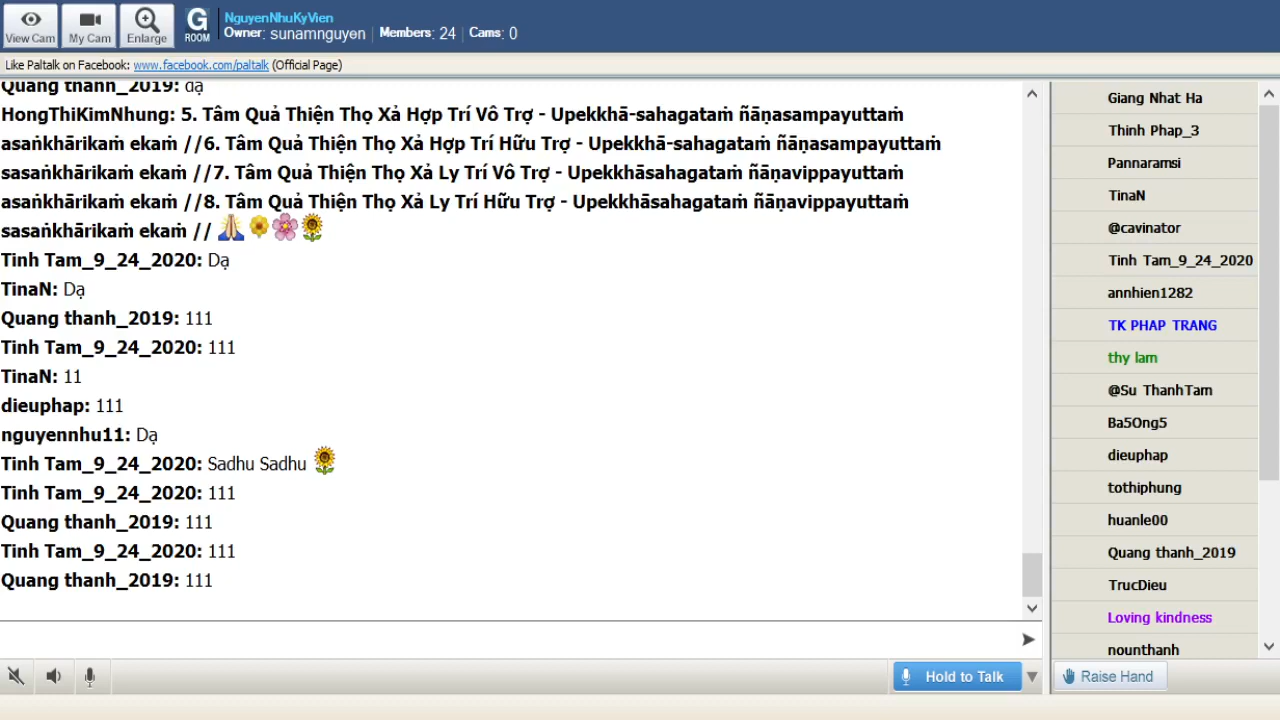 View Cam
My Cam
Enlarge
G
ROOM
NguyenNhuKyVien
Owner: sunamnguyen | Members: 24 | Cams: 0
Like Paltalk on Facebook: www.facebook.com/paltalk (Official Page)
Quang thanh_2019: dạ
HongThiKimNhung: 5. Tâm Quả Thiện Thọ Xả Hợp Trí Vô Trợ - Upekkhā-sahagataṁ ñāṇasampayuttaṁ
asaṅkhārikaṁ ekaṁ //6. Tâm Quả Thiện Thọ Xả Hợp Trí Hữu Trợ - Upekkhā-sahagataṁ ñāṇasampayuttaṁ
sasaṅkhārikaṁ ekaṁ //7. Tâm Quả Thiện Thọ Xả Ly Trí Vô Trợ - Upekkhāsahagataṁ ñāṇavippayuttaṁ
asaṅkhārikaṁ ekaṁ //8. Tâm Quả Thiện Thọ Xả Ly Trí Hữu Trợ - Upekkhāsahagataṁ ñāṇavippayuttaṁ
sasaṅkhārikaṁ ekaṁ // 🙏🌼🌸🌻
Tinh Tam_9_24_2020: Dạ
TinaN: Dạ
Quang thanh_2019: 111
Tinh Tam_9_24_2020: 111
TinaN: 11
dieuphap: 111
nguyennhu11: Dạ
Tinh Tam_9_24_2020: Sadhu Sadhu 🌻
Tinh Tam_9_24_2020: 111
Quang thanh_2019: 111
Tinh Tam_9_24_2020: 111
Quang thanh_2019: 111
Hold to Talk
Giang Nhat Ha
Thinh Phap_3
Pannaramsi
TinaN
@cavinator
Tinh Tam_9_24_2020
annhien1282
TK PHAP TRANG
thy lam
@Su ThanhTam
Ba5Ong5
dieuphap
tothiphung
huanle00
Quang thanh_2019
TrucDieu
Loving kindness
nounthanh
Raise Hand